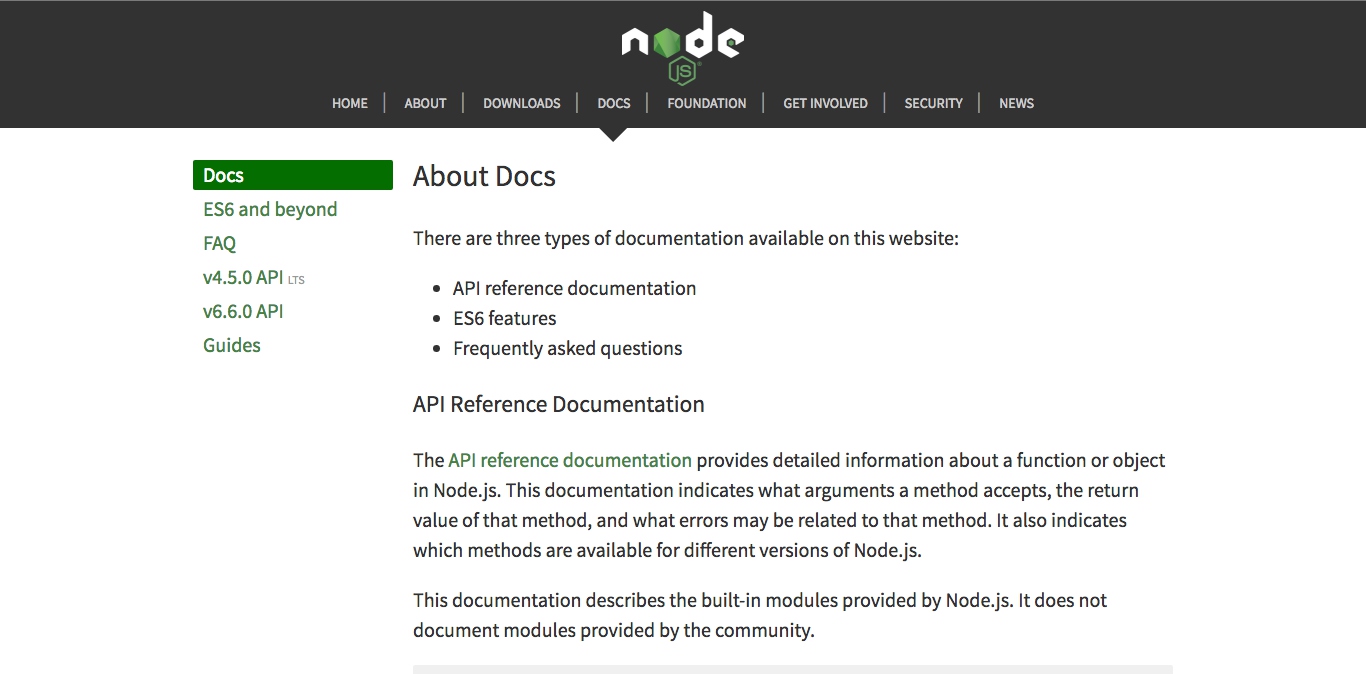 node
JS
HOME ABOUT DOWNLOADS DOCS FOUNDATION GET INVOLVED SECURITY NEWS
Docs
ES6 and beyond
FAQ
v4.5.0 API LTS
v6.6.0 API
Guides
About Docs
There are three types of documentation available on this website:
API reference documentation
ES6 features
Frequently asked questions
API Reference Documentation
The API reference documentation provides detailed information about a function or object
in Node.js. This documentation indicates what arguments a method accepts, the return
value of that method, and what errors may be related to that method. It also indicates
which methods are available for different versions of Node.js.
This documentation describes the built-in modules provided by Node.js. It does not
document modules provided by the community.